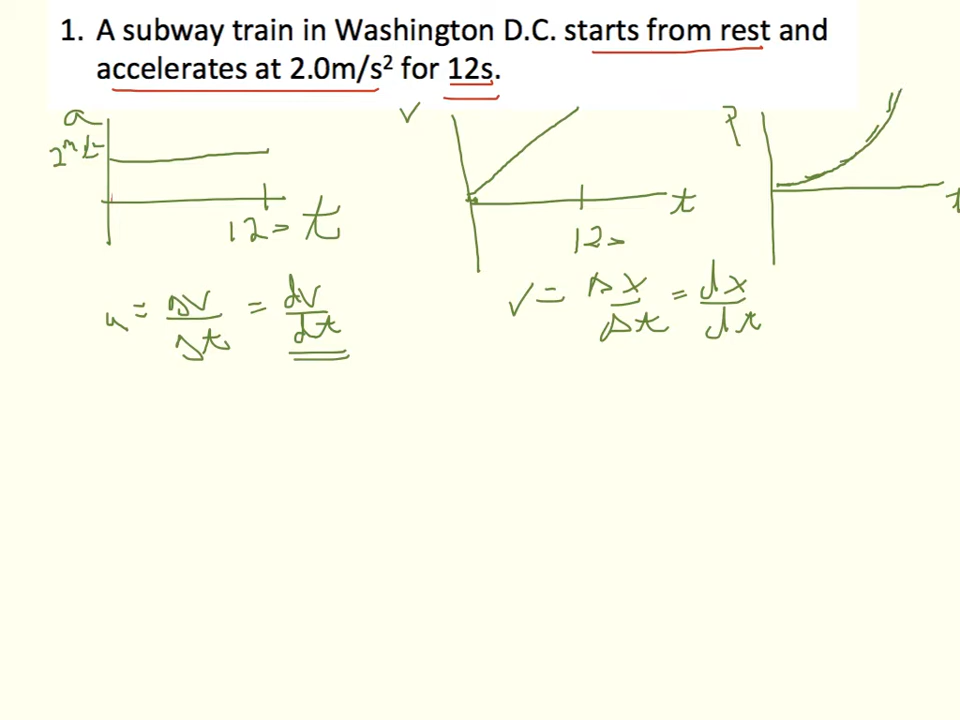 1. A subway train in Washington D.C. starts from rest and
accelerates at 2.0m/s² for 12s.
a
V
P
t
12s
t
12s
t
a = ΔV/Δt = dV/dt
V = Δx/Δt = dx/dt